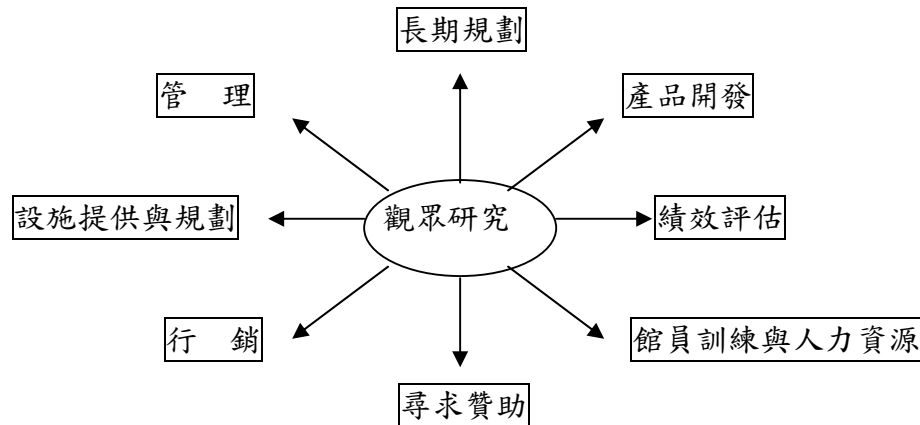 長期規劃
管　理
產品開發
設施提供與規劃
觀眾研究
績效評估
行　銷
館員訓練與人力資源
尋求贊助